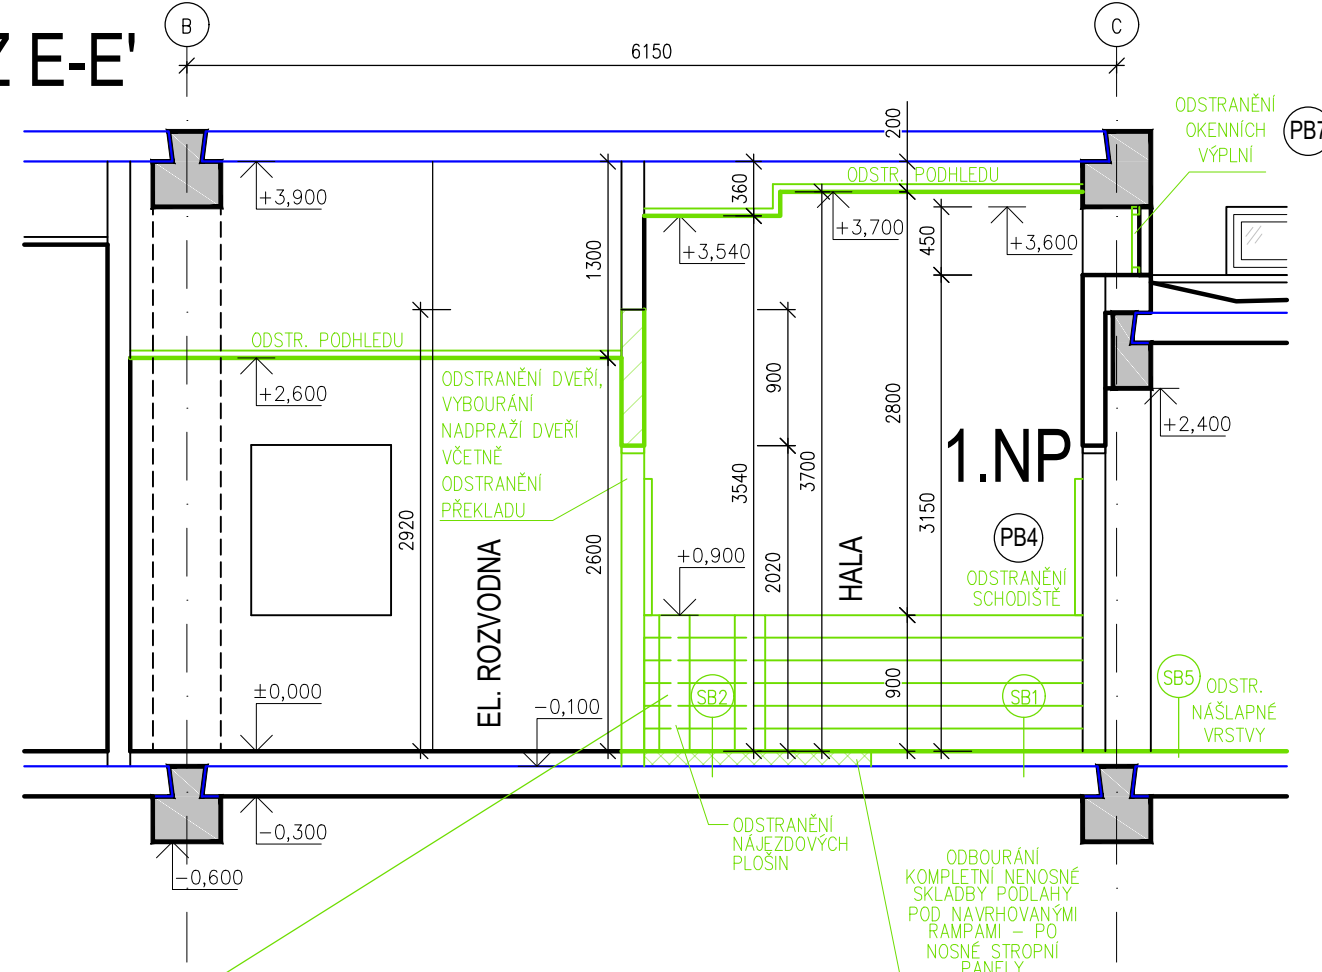 Z E-E'
B
6150
C
ODSTRANĚNÍ
OKENNÍCH
VÝPLNÍ
PB7
200
360
ODSTR. PODHLEDU
+3,900
+3,540
+3,700
450
+3,600
1300
ODSTR. PODHLEDU
+2,600
ODSTRANĚNÍ DVEŘÍ,
VYBOURÁNÍ
NADPRAŽÍ DVEŘÍ
VČETNĚ
ODSTRANĚNÍ
PŘEKLADU
900
2800
+2,400
1.NP
2920
2600
3540
3700
3150
2020
+0,900
HALA
PB4
ODSTRANĚNÍ
SCHODIŠTĚ
EL. ROZVODNA
±0,000
-0,100
900
SB2
SB1
SB5
ODSTR.
NÁŠLAPNÉ
VRSTVY
-0,300
-0,600
ODSTRANĚNÍ
NÁJEZDOVÝCH
PLOŠIN
ODBOURÁNÍ
KOMPLETNÍ NENOSNÉ
SKLADBY PODLAHY
POD NAVRHOVANÝMI
RAMPAMI – PO
NOSNÉ STROPNÍ
PANELY